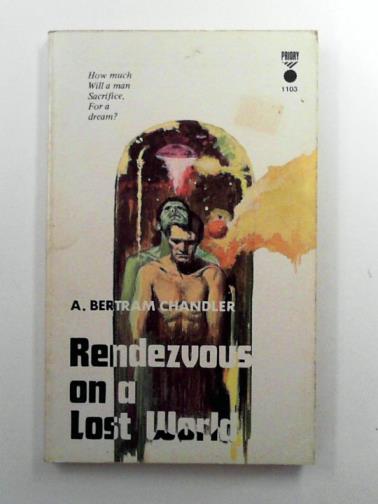 How much
Will a man
Sacrifice,
For a
dream?
PRIORY
1103
A. BERTRAM CHANDLER
Rendezvous
on a
Lost World